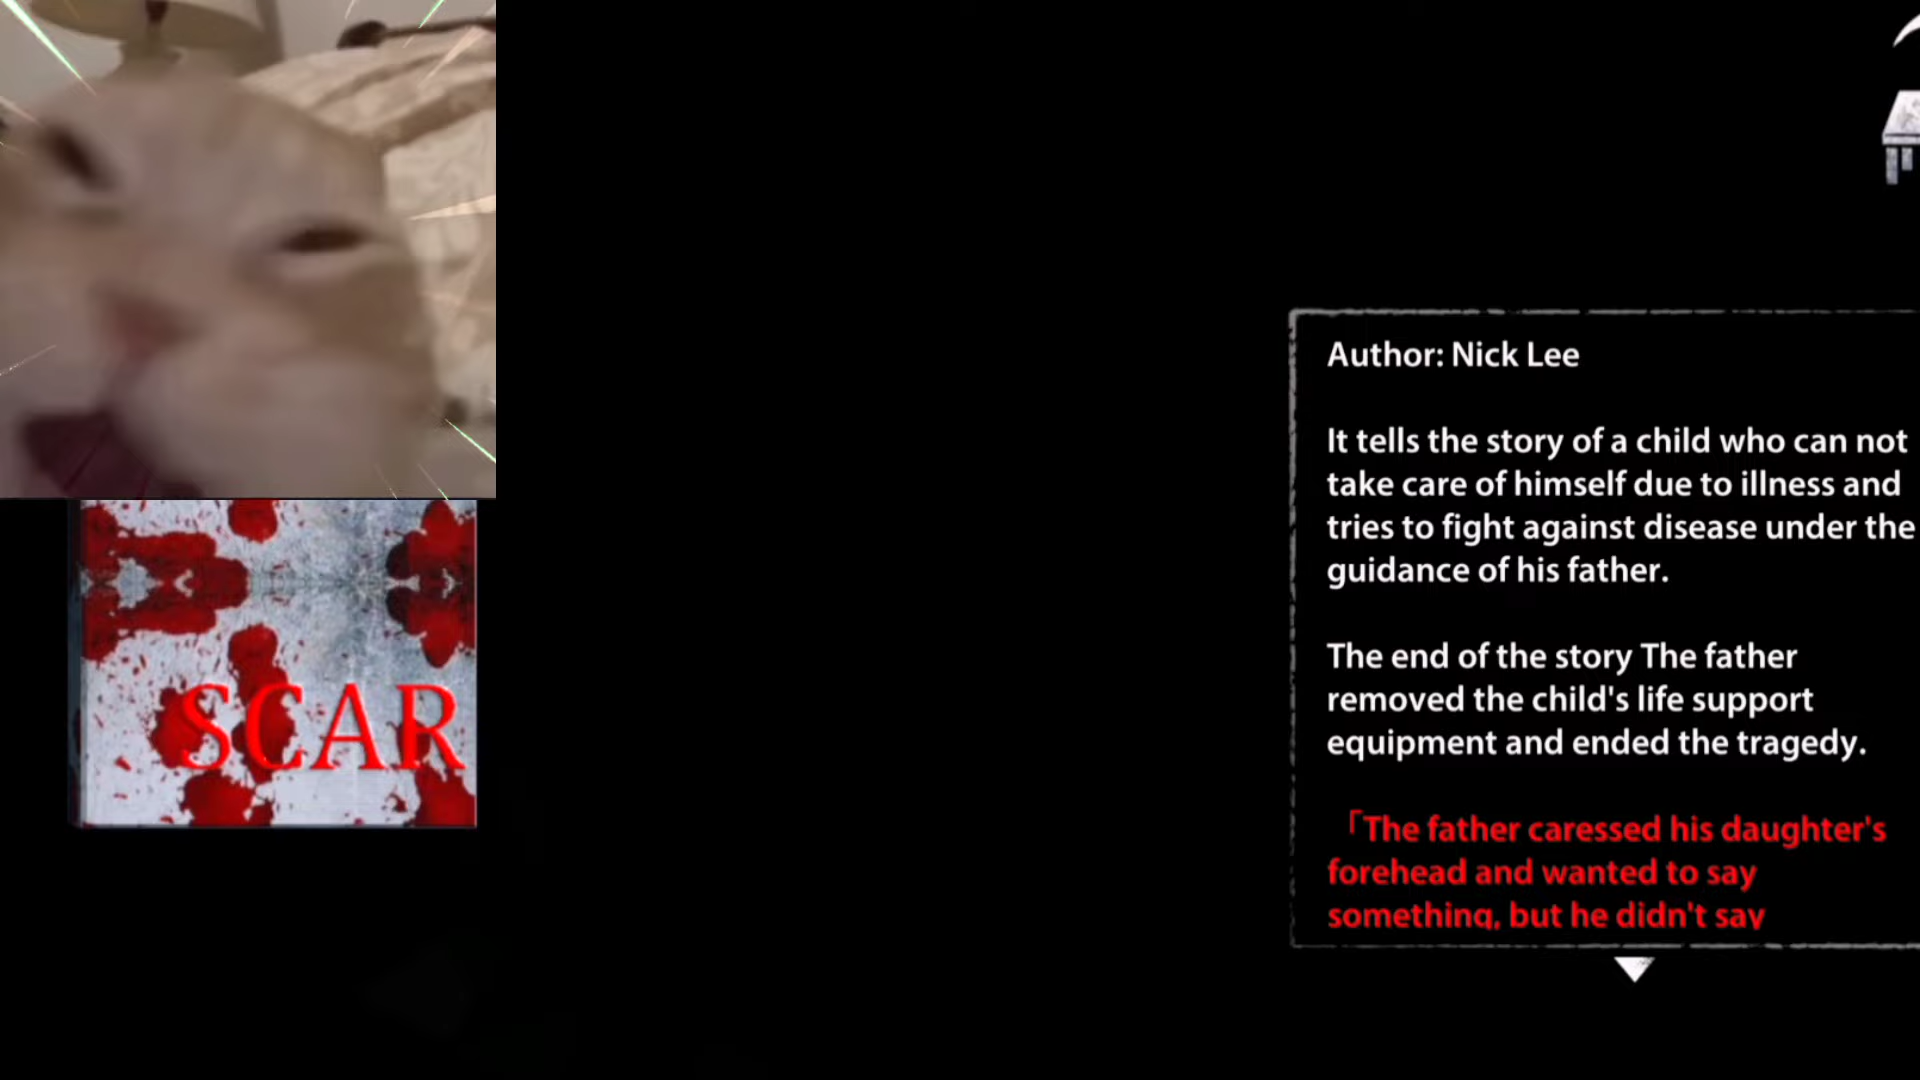 SCAR
Author: Nick Lee
It tells the story of a child who can not
take care of himself due to illness and
tries to fight against disease under the
guidance of his father.
The end of the story The father
removed the child's life support
equipment and ended the tragedy.
「The father caressed his daughter's
forehead and wanted to say
something, but he didn't say